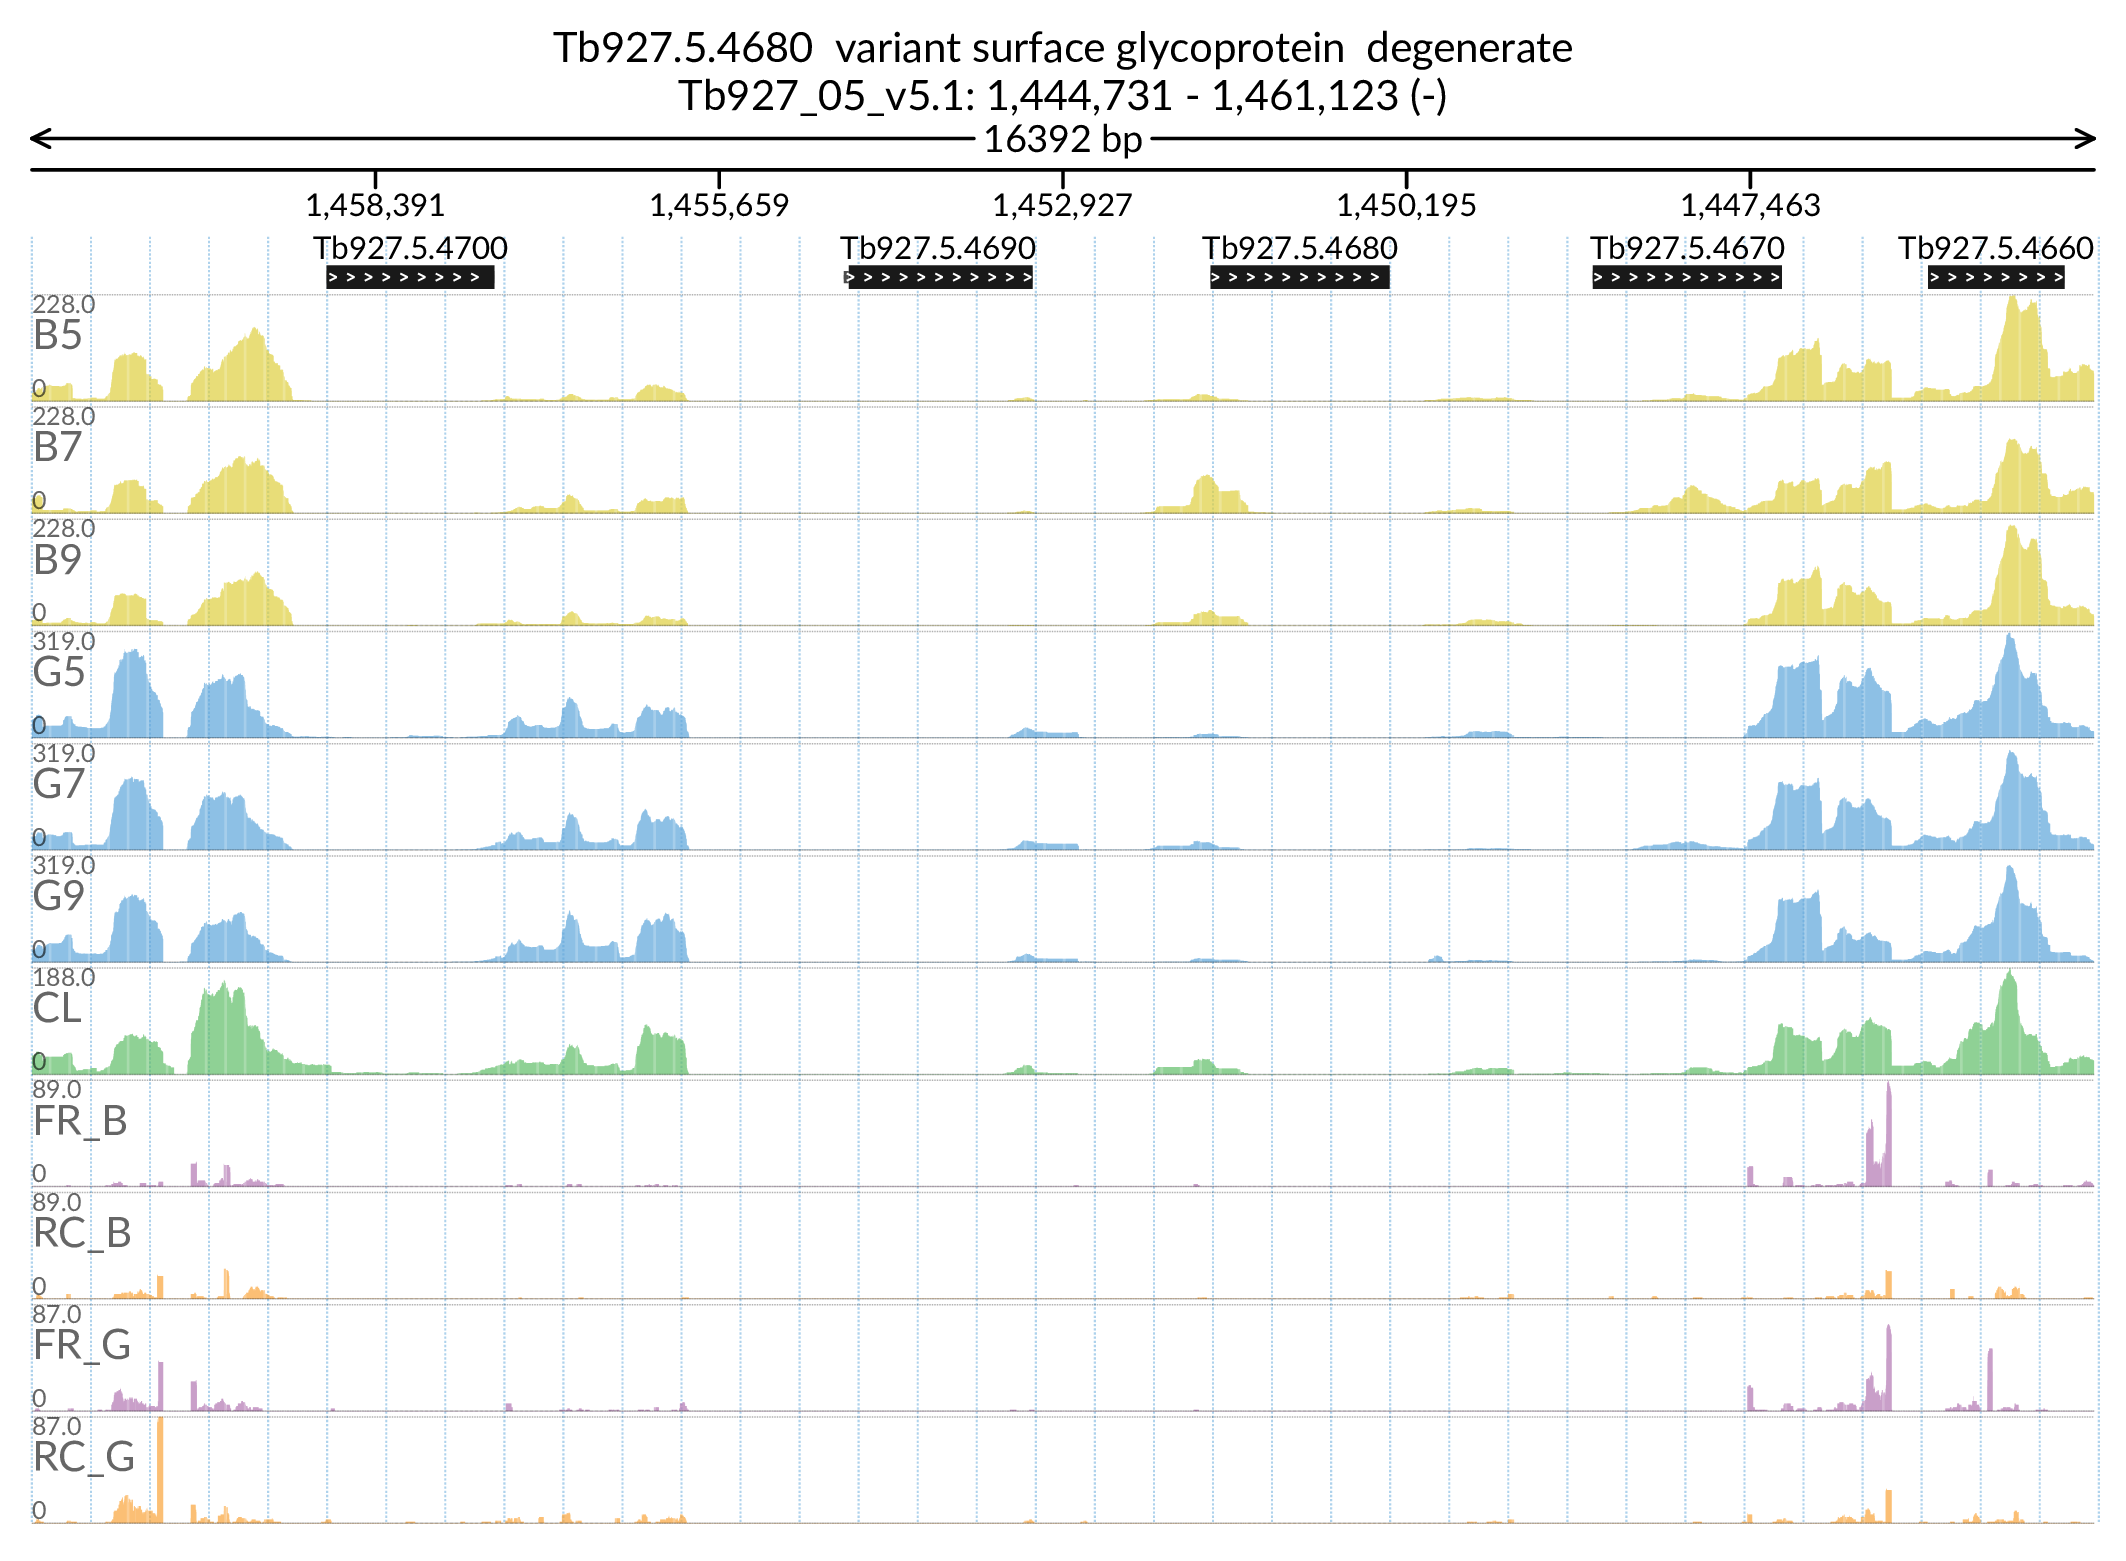 Tb927.5.4680 variant surface glycoprotein degenerate
Tb927_05_v5.1: 1,444,731 - 1,461,123 (-)
16392 bp
1,458,391 1,455,659 1,452,927 1,450,195 1,447,463
Tb927.5.4700 Tb927.5.4690 Tb927.5.4680 Tb927.5.4670 Tb927.5.4660
228.0
B5
0
228.0
B7
0
228.0
B9
0
319.0
G5
0
319.0
G7
0
319.0
G9
0
188.0
CL
0
89.0
FR_B
0
89.0
RC_B
0
87.0
FR_G
0
87.0
RC_G
0